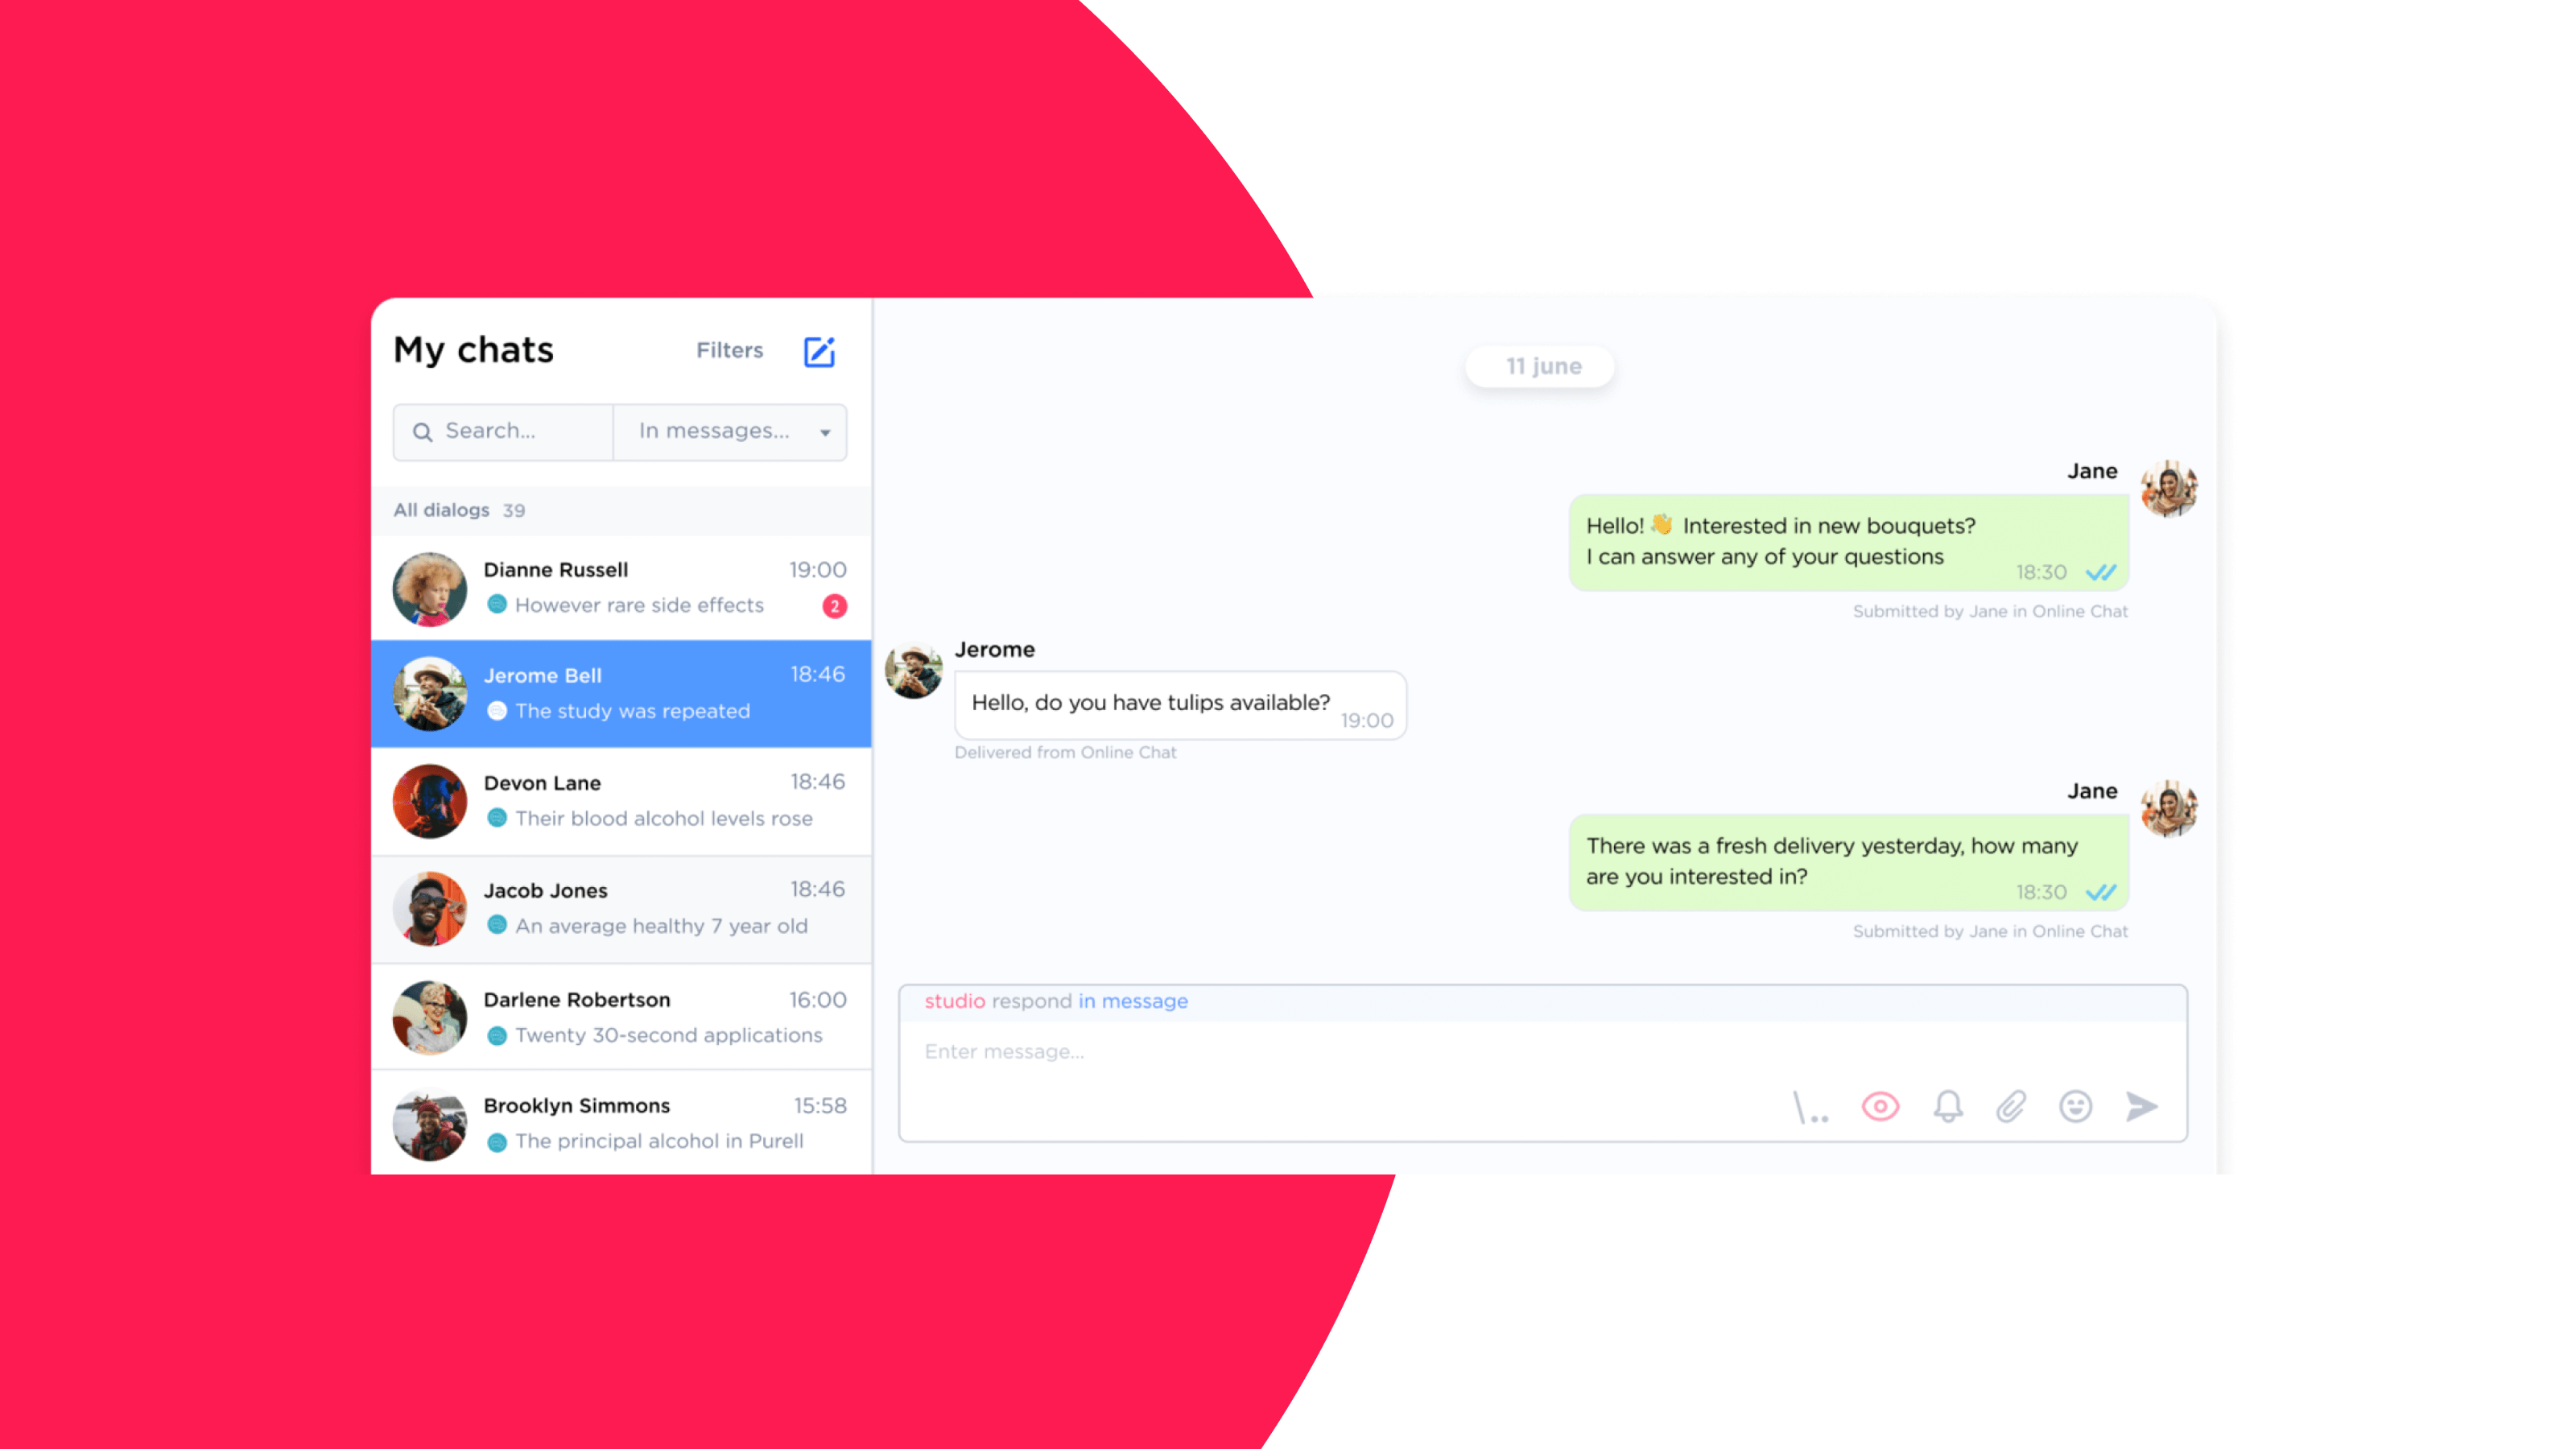 My chats
Filters
Search...
In messages...
All dialogs 39
Dianne Russell 19:00
However rare side effects 2
Jerome Bell 18:46
The study was repeated
Devon Lane 18:46
Their blood alcohol levels rose
Jacob Jones 18:46
An average healthy 7 year old
Darlene Robertson 16:00
Twenty 30-second applications
Brooklyn Simmons 15:58
The principal alcohol in Purell
11 june
Jane
Hello! 👋 Interested in new bouquets?
I can answer any of your questions
18:30
Submitted by Jane in Online Chat
Jerome
Hello, do you have tulips available?
19:00
Delivered from Online Chat
Jane
There was a fresh delivery yesterday, how many
are you interested in?
18:30
Submitted by Jane in Online Chat
studio respond in message
Enter message...
\..